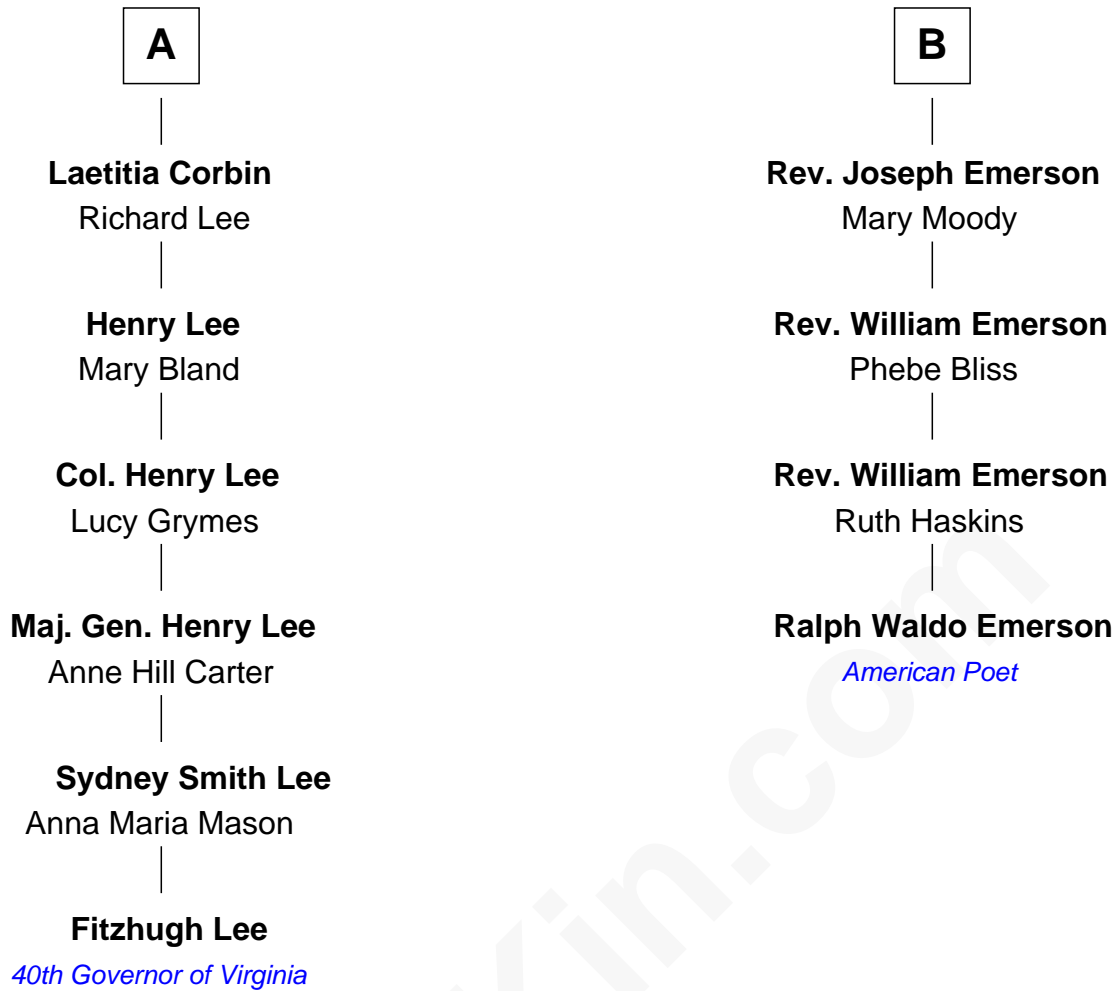 A
Laetitia Corbin
Richard Lee
Henry Lee
Mary Bland
Col. Henry Lee
Lucy Grymes
Maj. Gen. Henry Lee
Anne Hill Carter
Sydney Smith Lee
Anna Maria Mason
Fitzhugh Lee
40th Governor of Virginia
B
Rev. Joseph Emerson
Mary Moody
Rev. William Emerson
Phebe Bliss
Rev. William Emerson
Ruth Haskins
Ralph Waldo Emerson
American Poet
Kin.com